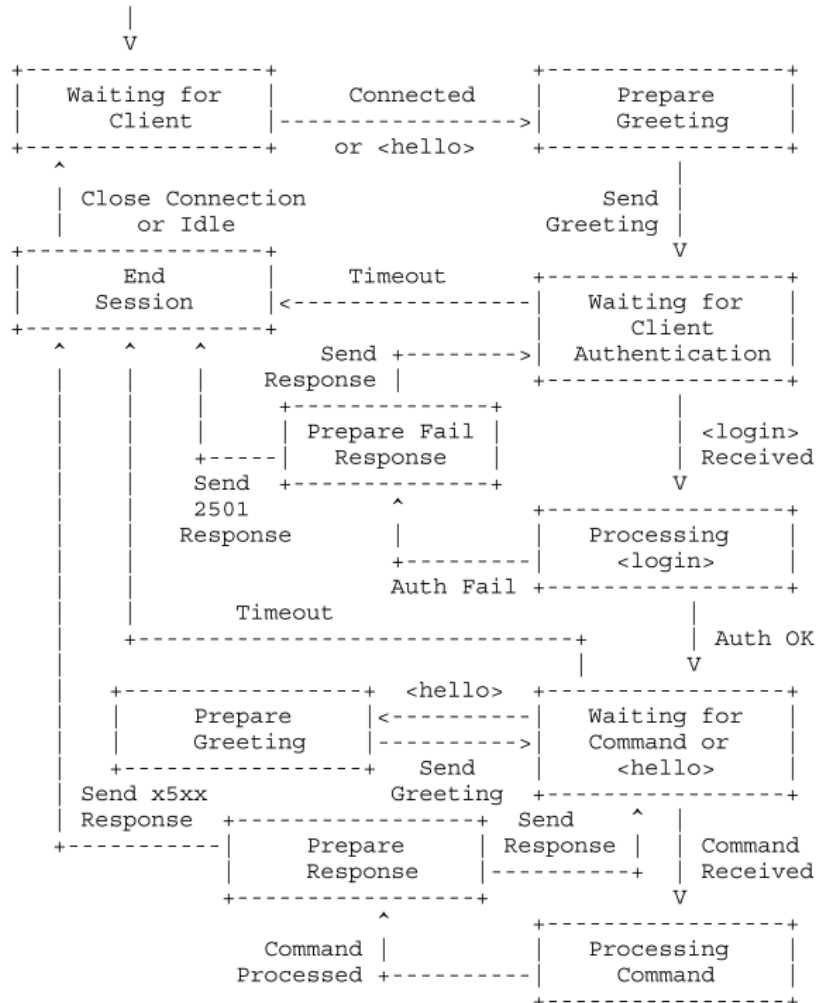 |
V
+-----------------+                 +-----------------+
|   Waiting for   |     Connected   |     Prepare     |
|      Client     |---------------->|     Greeting    |
+-----------------+    or <hello>   +-----------------+
   ^                                         |
   | Close Connection                   Send |
   |     or Idle                    Greeting |
+-----------------+                          V
|       End       |     Timeout     +-----------------+
|     Session     |<----------------|   Waiting for   |
+-----------------+                 |      Client     |
   ^    ^    ^        Send +------->|  Authentication |
   |    |    |    Response |        +-----------------+
   |    |    |     +--------------+          |
   |    |    |     | Prepare Fail |          | <login>
   |    |    +-----|   Response   |          | Received
   |    |    Send  +--------------+          V
   |    |    2501          ^        +-----------------+
   |    |   Response       |        |   Processing    |
   |    |                  +--------|     <login>     |
   |    |                 Auth Fail +-----------------+
   |    |       Timeout                       |
   |    +------------------------------+      | Auth OK
   |                                   |      V
   |   +-----------------+  <hello> +-----------------+
   |   |     Prepare     |<---------|   Waiting for   |
   |   |     Greeting    |--------->|   Command or    |
   |   +-----------------+   Send   |     <hello>     |
   | Send x5xx             Greeting +-----------------+
   | Response  +-----------------+  Send   ^  |
   +-----------|     Prepare     | Response |  | Command
               |     Response    |----------+  | Received
               +-----------------+             V
                          ^         +-----------------+
                  Command |         |   Processing    |
                Processed +---------|     Command     |
                                    +-----------------+